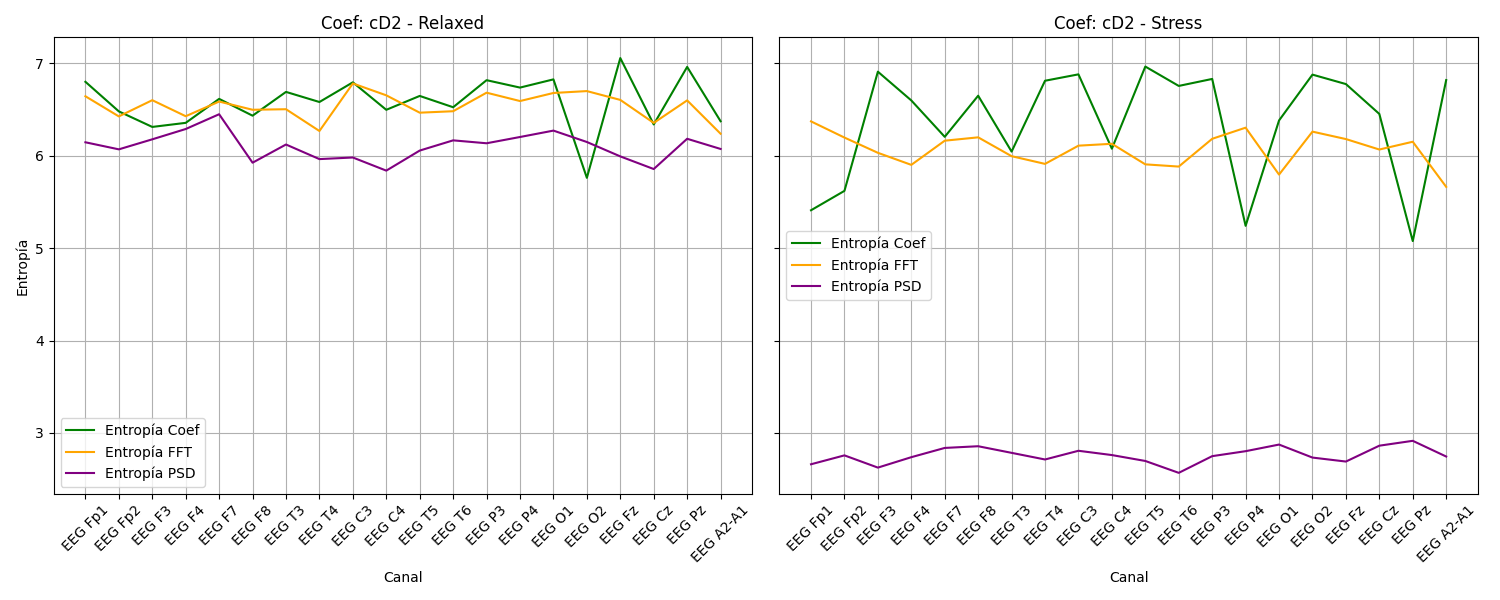 Coef: cD2 - Relaxed
Entropía
7
6
5
4
3
Entropía Coef
Entropía FFT
Entropía PSD
EEG Fp1
EEG Fp2
EEG F3
EEG F4
EEG F7
EEG F8
EEG T3
EEG T4
EEG C3
EEG C4
EEG T5
EEG T6
EEG P3
EEG P4
EEG O1
EEG O2
EEG Fz
EEG Cz
EEG Pz
EEG A2-A1
Canal
Coef: cD2 - Stress
Entropía Coef
Entropía FFT
Entropía PSD
EEG Fp1
EEG Fp2
EEG F3
EEG F4
EEG F7
EEG F8
EEG T3
EEG T4
EEG C3
EEG C4
EEG T5
EEG T6
EEG P3
EEG P4
EEG O1
EEG O2
EEG Fz
EEG Cz
EEG Pz
EEG A2-A1
Canal